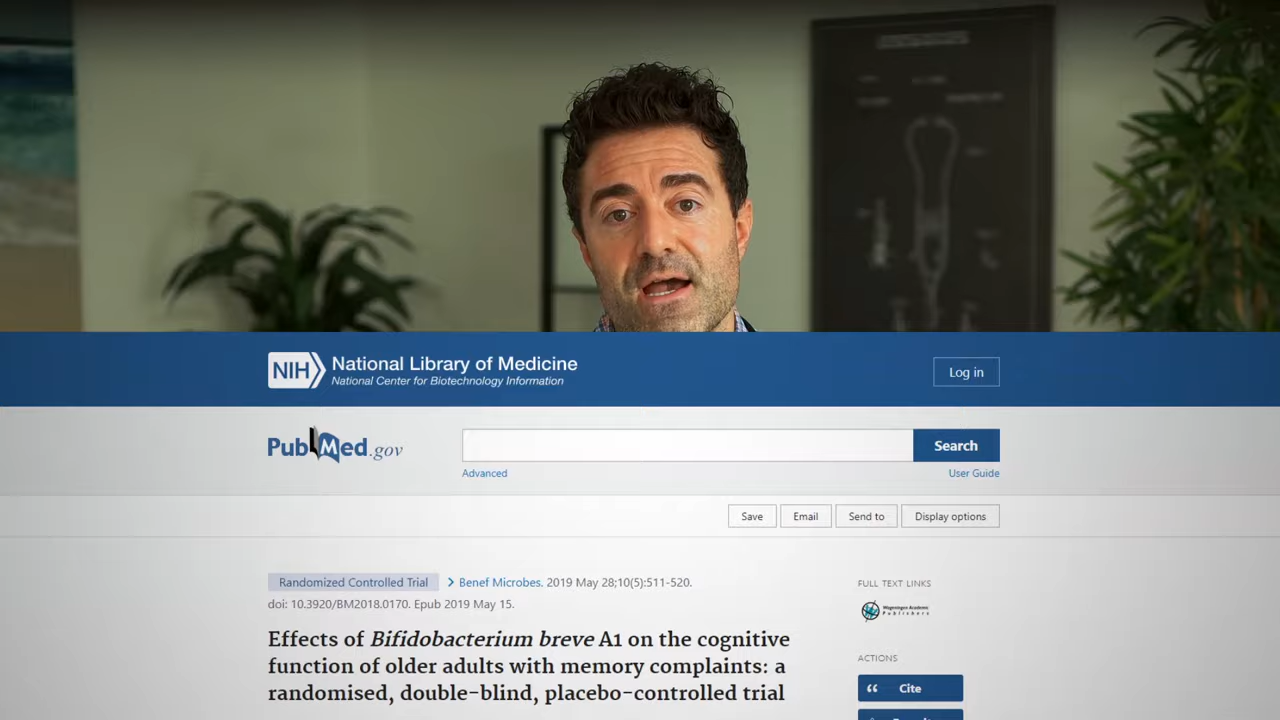 NIH National Library of Medicine
National Center for Biotechnology Information
Log in
PubMed.gov
Search
Advanced
User Guide
Save
Email
Send to
Display options
Randomized Controlled Trial
Benef Microbes. 2019 May 28;10(5):511-520.
doi: 10.3920/BM2018.0170. Epub 2019 May 15.
Effects of Bifidobacterium breve A1 on the cognitive
function of older adults with memory complaints: a
randomised, double-blind, placebo-controlled trial
FULL TEXT LINKS
Wageningen Academic
Publishers
ACTIONS
Cite